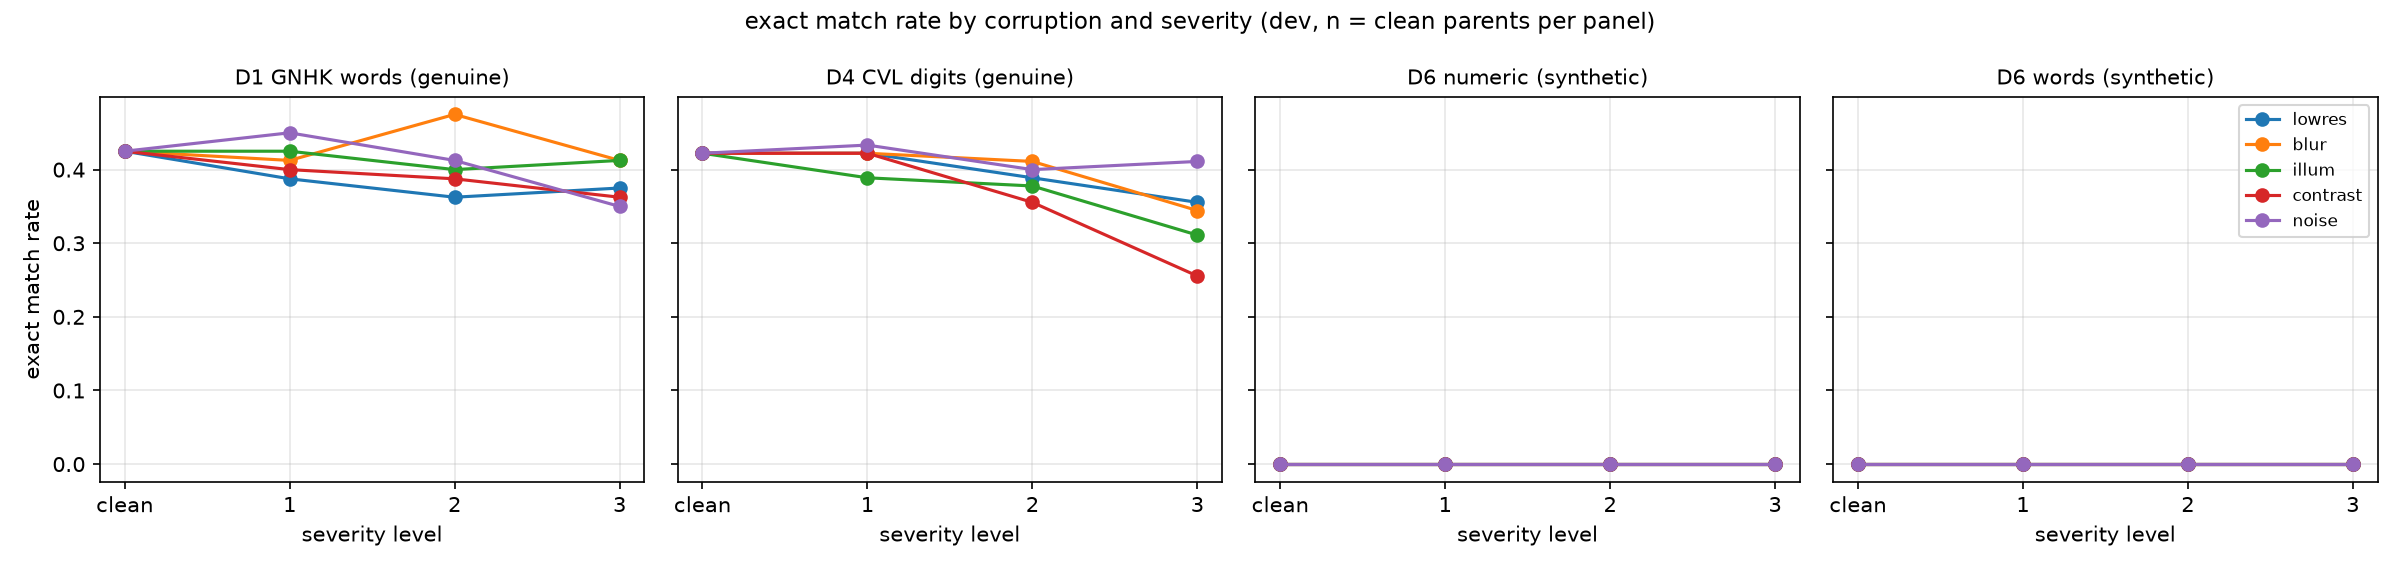 exact match rate by corruption and severity (dev, n = clean parents per panel)
D1 GNHK words (genuine)
D4 CVL digits (genuine)
D6 numeric (synthetic)
D6 words (synthetic)
exact match rate
0.4
0.3
0.2
0.1
0.0
lowres
blur
illum
contrast
noise
clean 1 2 3
clean 1 2 3
clean 1 2 3
clean 1 2 3
severity level
severity level
severity level
severity level